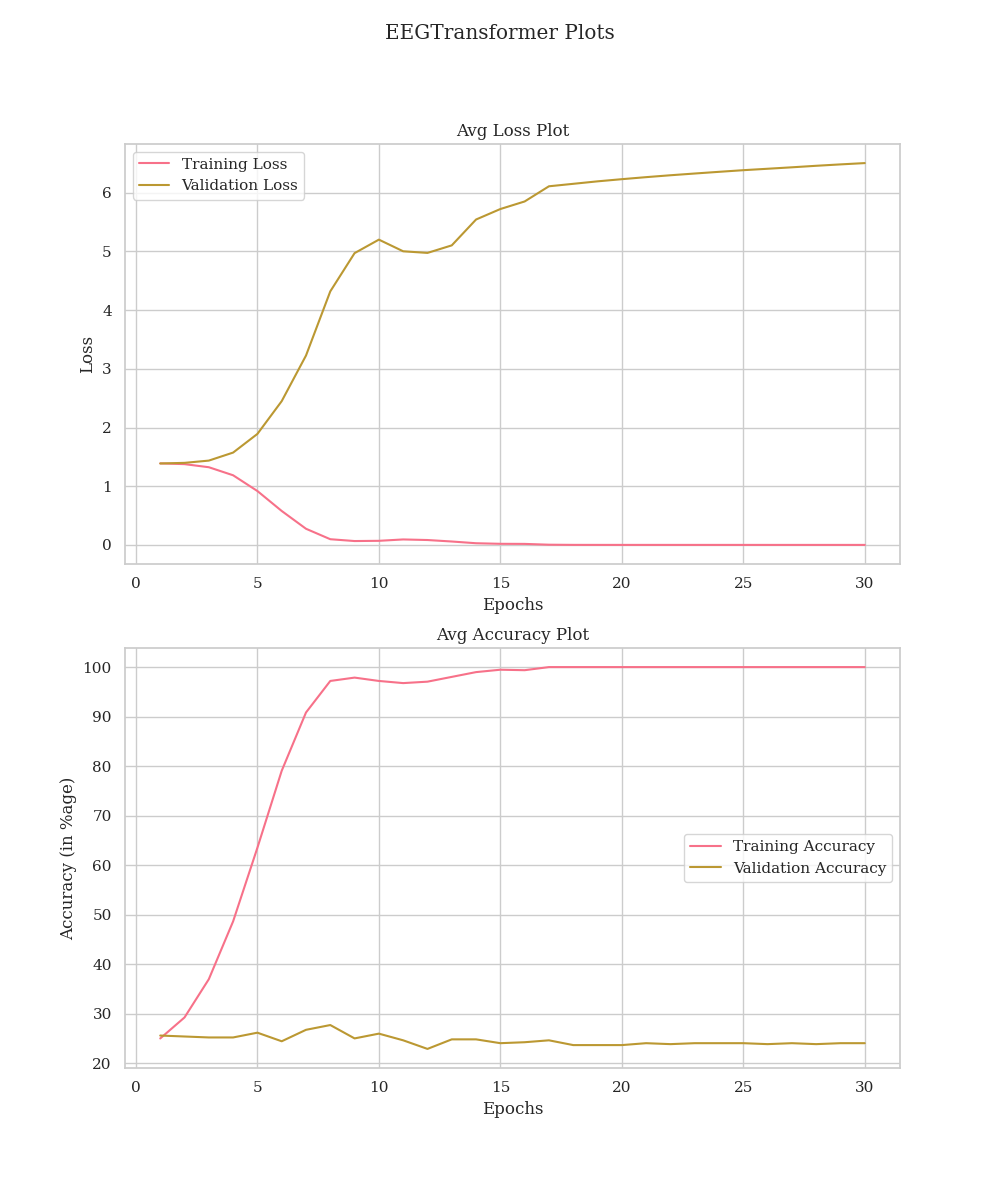 EEGTransformer Plots
Avg Loss Plot
Training Loss
Validation Loss
6
5
4
3
2
1
0
Loss
0 5 10 15 20 25 30
Epochs
Avg Accuracy Plot
100
90
80
70
60
50
40
30
20
Accuracy (in %age)
Training Accuracy
Validation Accuracy
0 5 10 15 20 25 30
Epochs